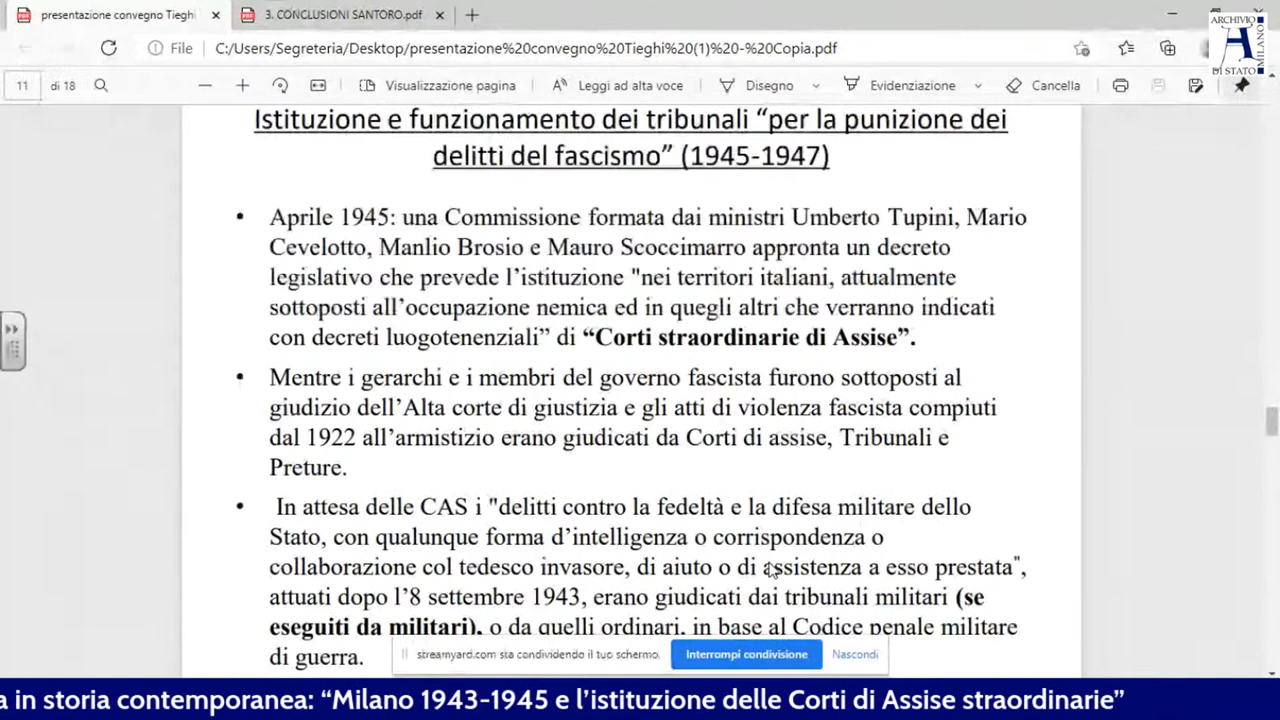 presentazione convegno Tieghi
3. CONCLUSIONI SANTORO.pdf
ARCHIVIO
DI STATO
MILANO
File
C:/Users/Segreteria/Desktop/presentazione%20convegno%20Tieghi%20(1)%20-%20Copia.pdf
11 di 18
Visualizzazione pagina
Leggi ad alta voce
Disegno
Evidenziazione
Cancella
Istituzione e funzionamento dei tribunali “per la punizione dei
delitti del fascismo” (1945-1947)
• Aprile 1945: una Commissione formata dai ministri Umberto Tupini, Mario
Cevelotto, Manlio Brosio e Mauro Scoccimarro appronta un decreto
legislativo che prevede l’istituzione "nei territori italiani, attualmente
sottoposti all’occupazione nemica ed in quegli altri che verranno indicati
con decreti luogotenenziali” di “Corti straordinarie di Assise”.
• Mentre i gerarchi e i membri del governo fascista furono sottoposti al
giudizio dell’Alta corte di giustizia e gli atti di violenza fascista compiuti
dal 1922 all’armistizio erano giudicati da Corti di assise, Tribunali e
Preture.
• In attesa delle CAS i "delitti contro la fedeltà e la difesa militare dello
Stato, con qualunque forma d’intelligenza o corrispondenza o
collaborazione col tedesco invasore, di aiuto o di assistenza a esso prestata",
attuati dopo l’8 settembre 1943, erano giudicati dai tribunali militari (se
eseguiti da militari), o da quelli ordinari, in base al Codice penale militare
di guerra.
streamyard.com sta condividendo il tuo schermo.
Interrompi condivisione
Nascondi
a in storia contemporanea: “Milano 1943-1945 e l’istituzione delle Corti di Assise straordinarie”